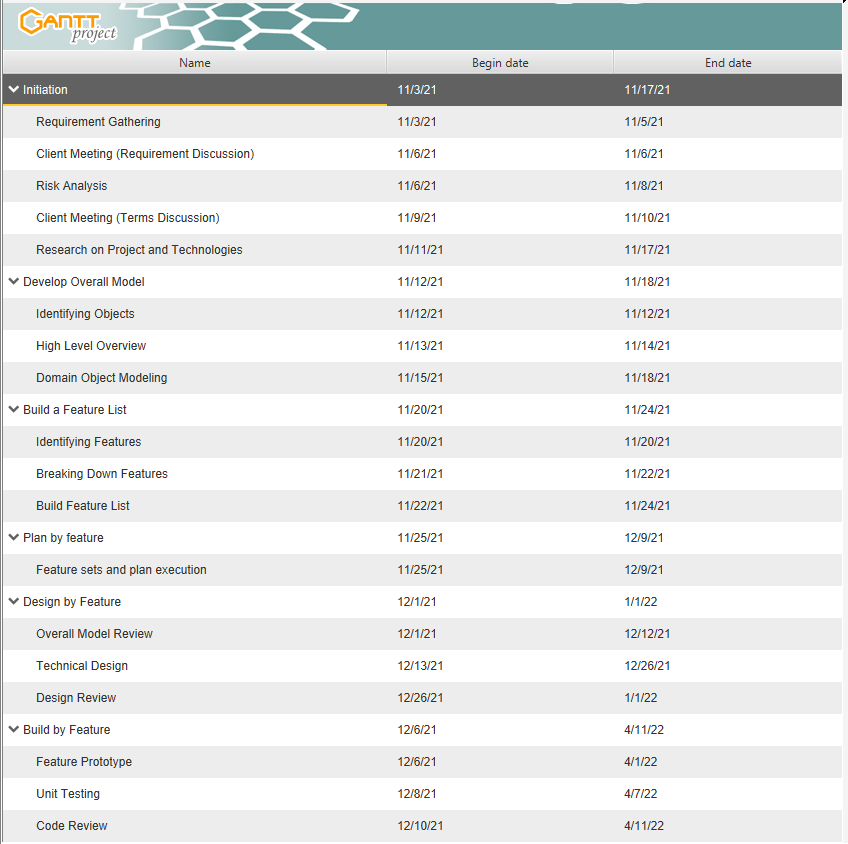 GANTT
project
Name Begin date End date
Initiation 11/3/21 11/17/21
Requirement Gathering 11/3/21 11/5/21
Client Meeting (Requirement Discussion) 11/6/21 11/6/21
Risk Analysis 11/6/21 11/8/21
Client Meeting (Terms Discussion) 11/9/21 11/10/21
Research on Project and Technologies 11/11/21 11/17/21
Develop Overall Model 11/12/21 11/18/21
Identifying Objects 11/12/21 11/12/21
High Level Overview 11/13/21 11/14/21
Domain Object Modeling 11/15/21 11/18/21
Build a Feature List 11/20/21 11/24/21
Identifying Features 11/20/21 11/20/21
Breaking Down Features 11/21/21 11/22/21
Build Feature List 11/22/21 11/24/21
Plan by feature 11/25/21 12/9/21
Feature sets and plan execution 11/25/21 12/9/21
Design by Feature 12/1/21 1/1/22
Overall Model Review 12/1/21 12/12/21
Technical Design 12/13/21 12/26/21
Design Review 12/26/21 1/1/22
Build by Feature 12/6/21 4/11/22
Feature Prototype 12/6/21 4/1/22
Unit Testing 12/8/21 4/7/22
Code Review 12/10/21 4/11/22